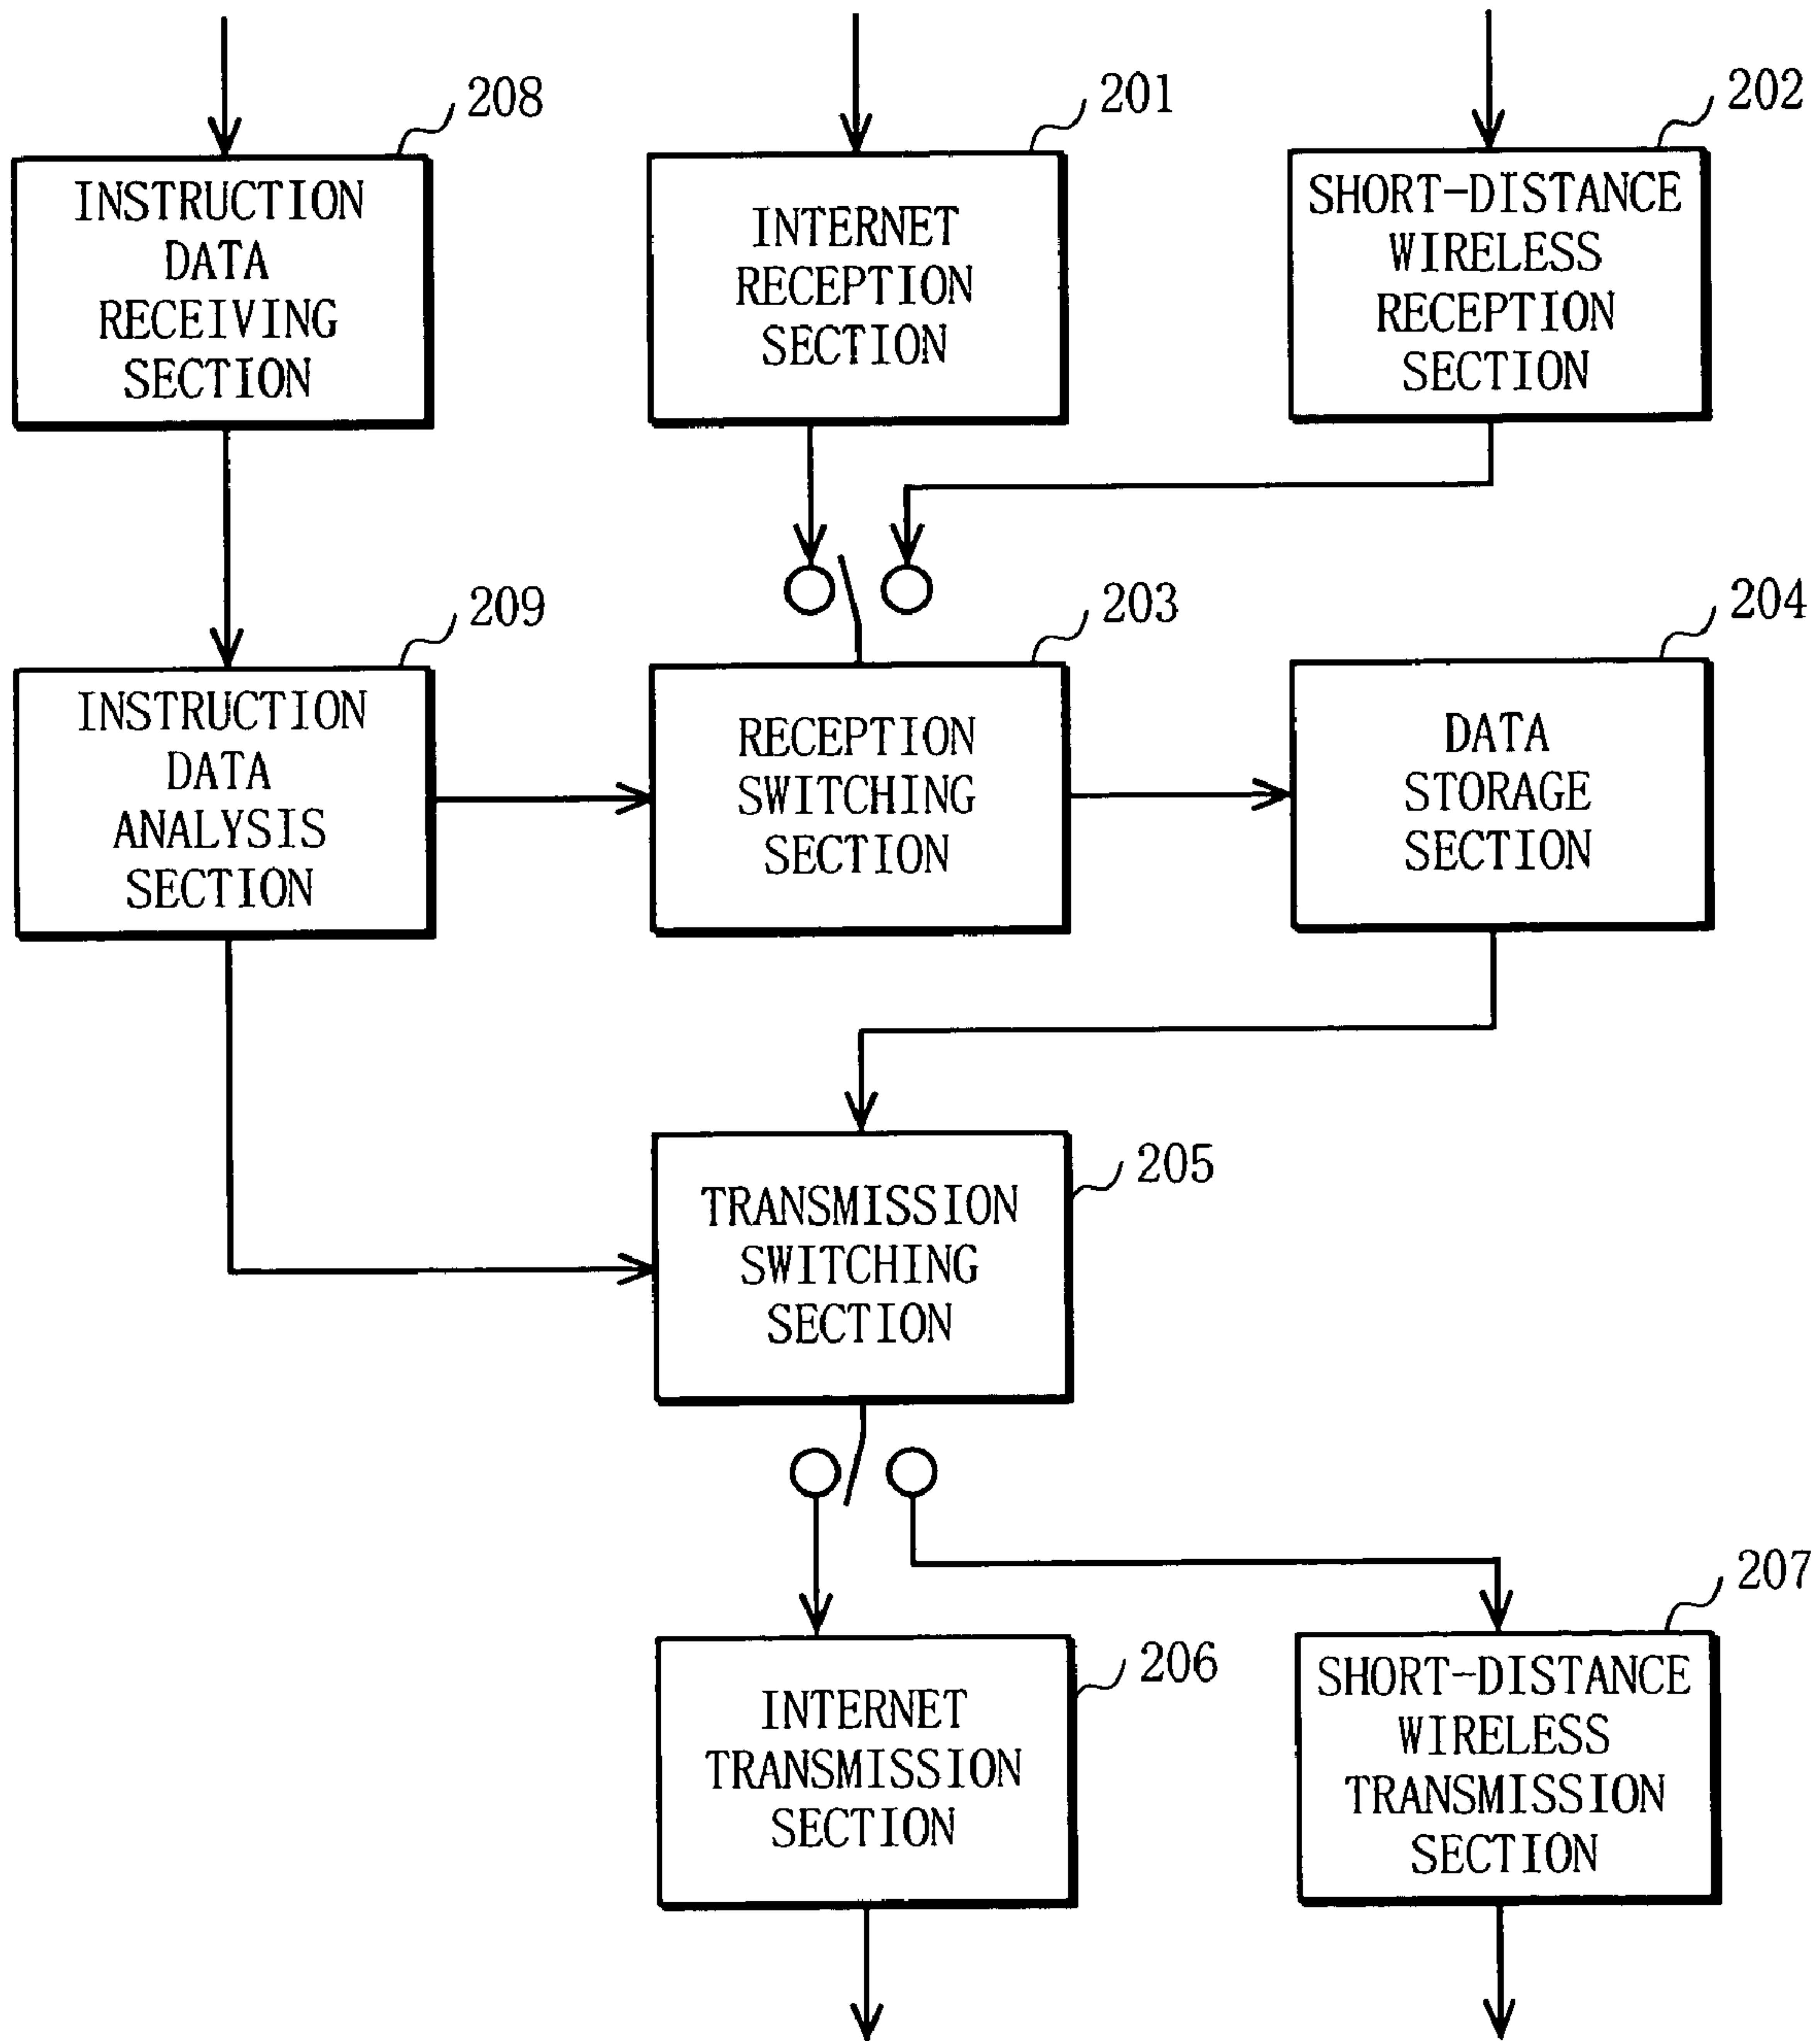 208
INSTRUCTION
DATA
RECEIVING
SECTION
201
INTERNET
RECEPTION
SECTION
202
SHORT-DISTANCE
WIRELESS
RECEPTION
SECTION
209
INSTRUCTION
DATA
ANALYSIS
SECTION
203
RECEPTION
SWITCHING
SECTION
204
DATA
STORAGE
SECTION
205
TRANSMISSION
SWITCHING
SECTION
206
INTERNET
TRANSMISSION
SECTION
207
SHORT-DISTANCE
WIRELESS
TRANSMISSION
SECTION